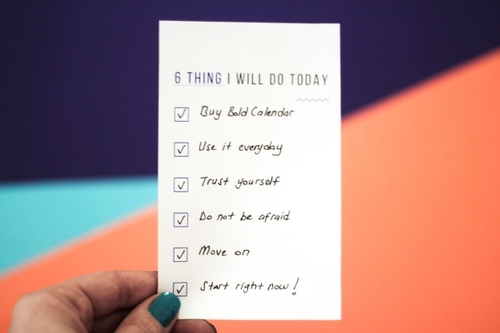 6 THING I WILL DO TODAY
Buy Bold Calendar
Use it everyday
Trust yourself
Do not be afraid
Move on
Start right now!